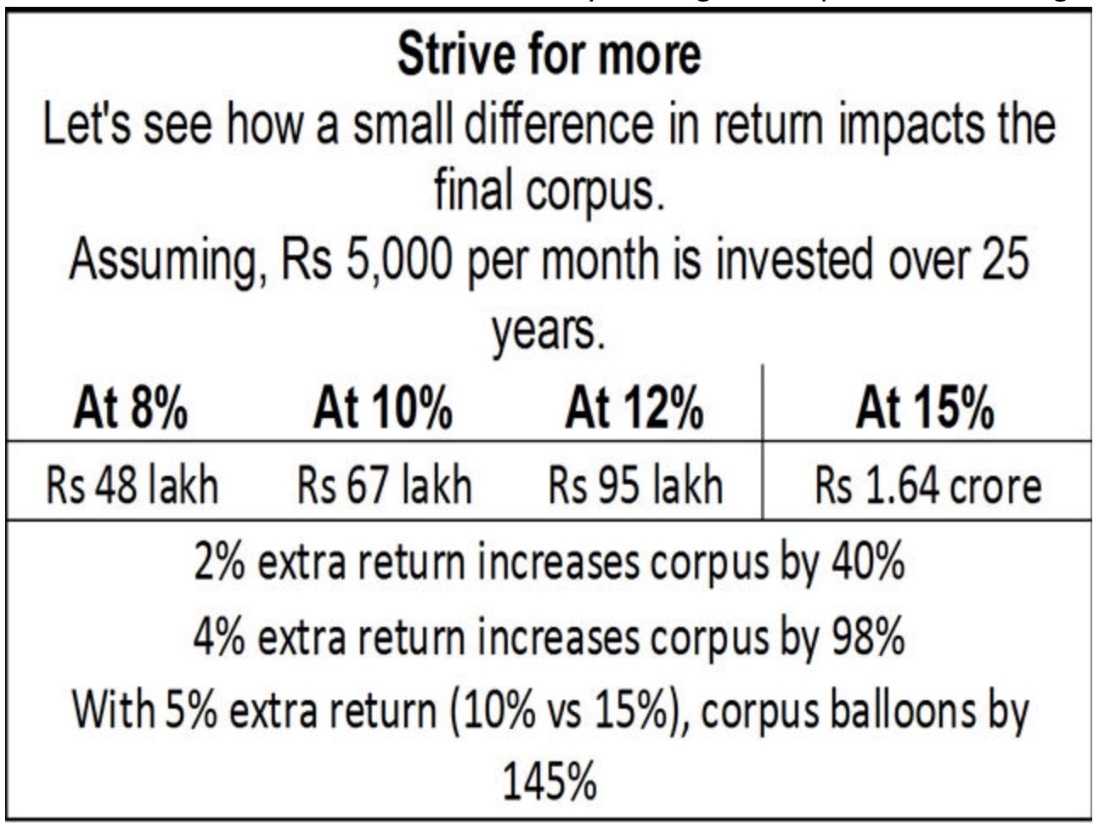 Strive for more
Let's see how a small difference in return impacts the
final corpus.
Assuming, Rs 5,000 per month is invested over 25
years.
At 8% At 10% At 12% At 15%
Rs 48 lakh Rs 67 lakh Rs 95 lakh Rs 1.64 crore
2% extra return increases corpus by 40%
4% extra return increases corpus by 98%
With 5% extra return (10% vs 15%), corpus balloons by
145%